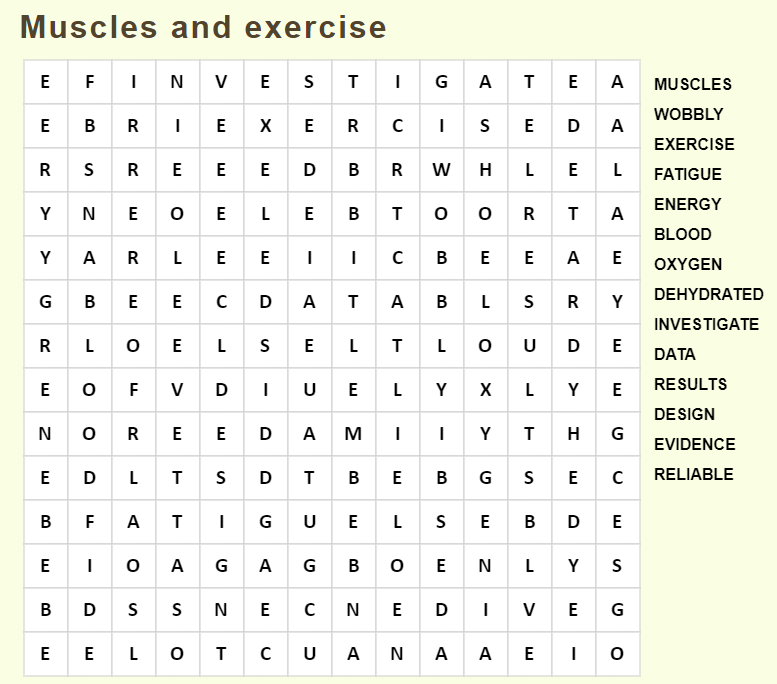 Muscles and exercise
E F I N V E S T I G A T E A
E B R I E X E R C I S E D A
R S R E E E D B R W H L E L
Y N E O E L E B T O O R T A
Y A R L E E I I C B E E A E
G B E E C D A T A B L S R Y
R L O E L S E L T L O U D E
E O F V D I U E L Y X L Y E
N O R E E D A M I I Y T H G
E D L T S D T B E B G S E C
B F A T I G U E L S E B D E
E I O A G A G B O E N L Y S
B D S S N E C N E D I V E G
E E L O T C U A N A A E I O
MUSCLES
WOBBLY
EXERCISE
FATIGUE
ENERGY
BLOOD
OXYGEN
DEHYDRATED
INVESTIGATE
DATA
RESULTS
DESIGN
EVIDENCE
RELIABLE